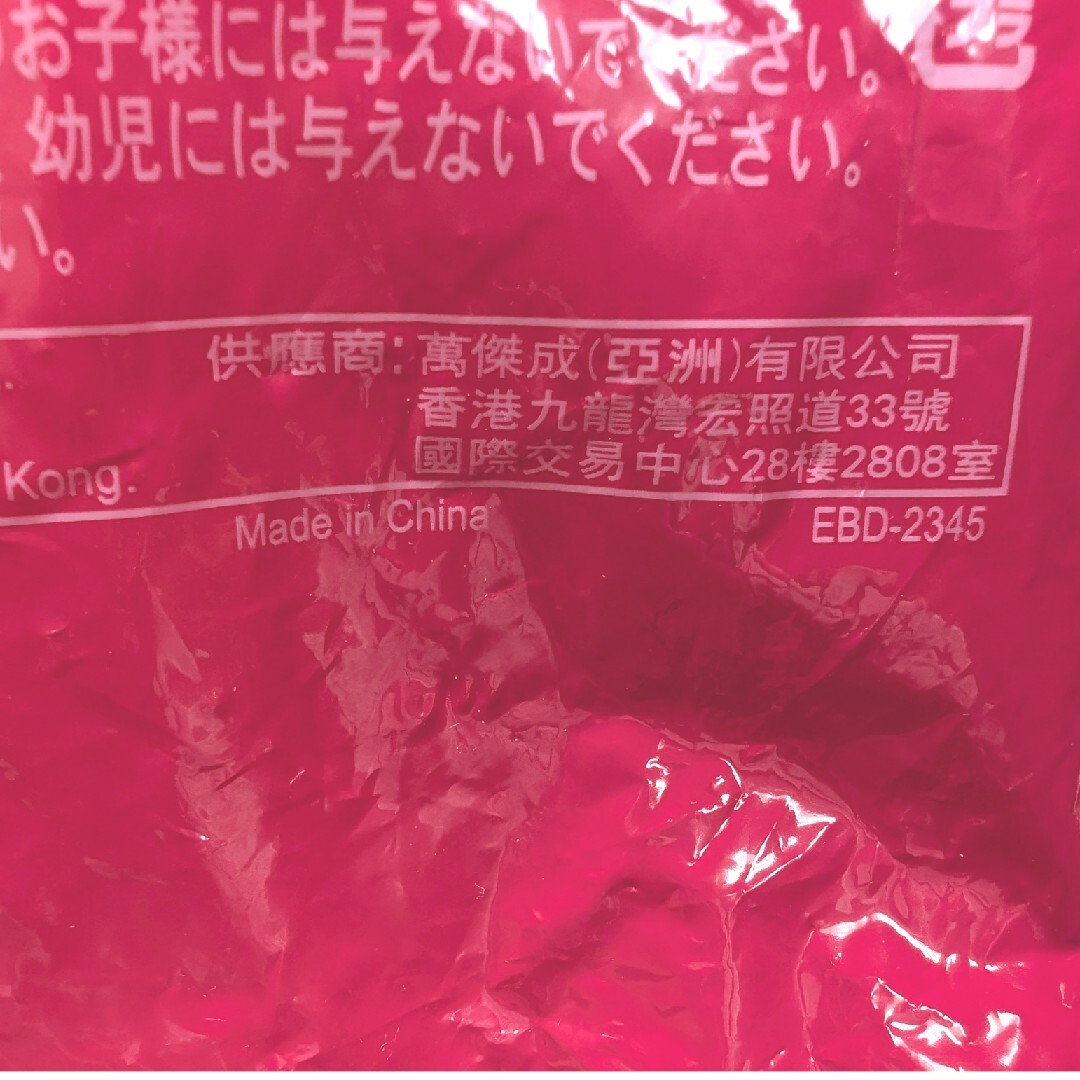 お子様には与えないでください。
幼児には与えないでください。
い。
供應商:萬傑成(亞洲)有限公司
香港九龍灣宏照道33號
國際交易中心28樓2808室
Kong.
Made in China
EBD-2345